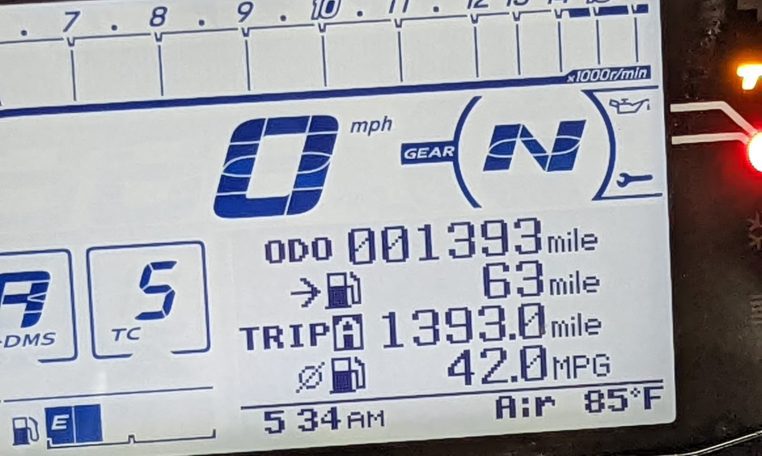 7 . 8 . 9 . 10 . 11 . 12 13
x1000r/min
0 mph
GEAR N
ODO 001393 mile
63 mile
TRIP A 1393.0 mile
42.0 MPG
A
DMS
5
TC
E
5 34 AM
Air 85°F